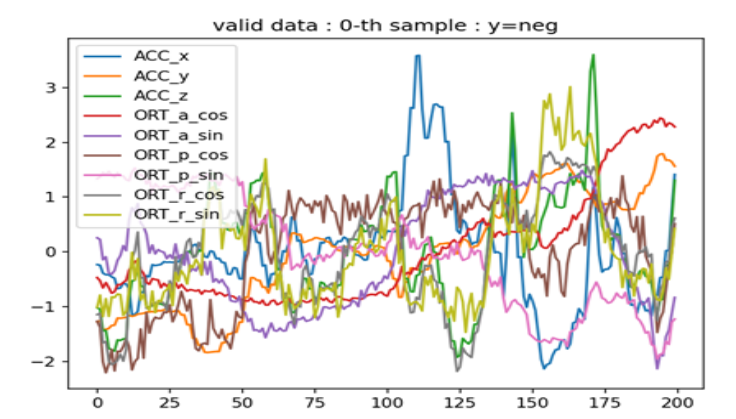 valid data : 0-th sample : y=neg
ACC_x
ACC_y
ACC_z
ORT_a_cos
ORT_a_sin
ORT_p_cos
ORT_p_sin
ORT_r_cos
ORT_r_sin
3
2
1
0
−1
−2
0 25 50 75 100 125 150 175 200